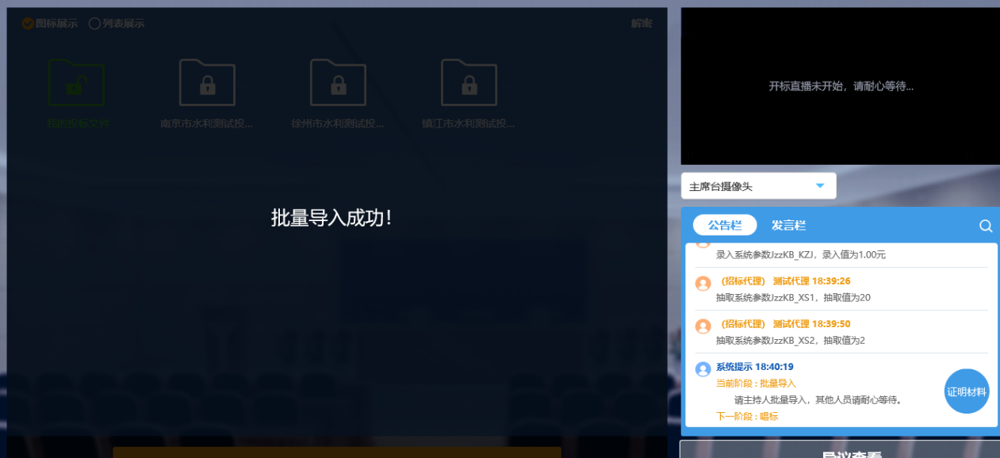 图标展示 列表展示 解密
我的投标文件 南京市水利测试投... 徐州市水利测试投... 镇江市水利测试投...
批量导入成功!
开标直播未开始，请耐心等待...
主席台摄像头
公告栏 发言栏
录入系统参数JzzKB_KZJ，录入值为1.00元
(招标代理) 测试代理 18:39:26
抽取系统参数JzzKB_XS1，抽取值为20
(招标代理) 测试代理 18:39:50
抽取系统参数JzzKB_XS2，抽取值为2
系统提示 18:40:19
当前阶段 : 批量导入
请主持人批量导入，其他人员请耐心等待。
下一阶段 : 唱标
证明材料
异议查看